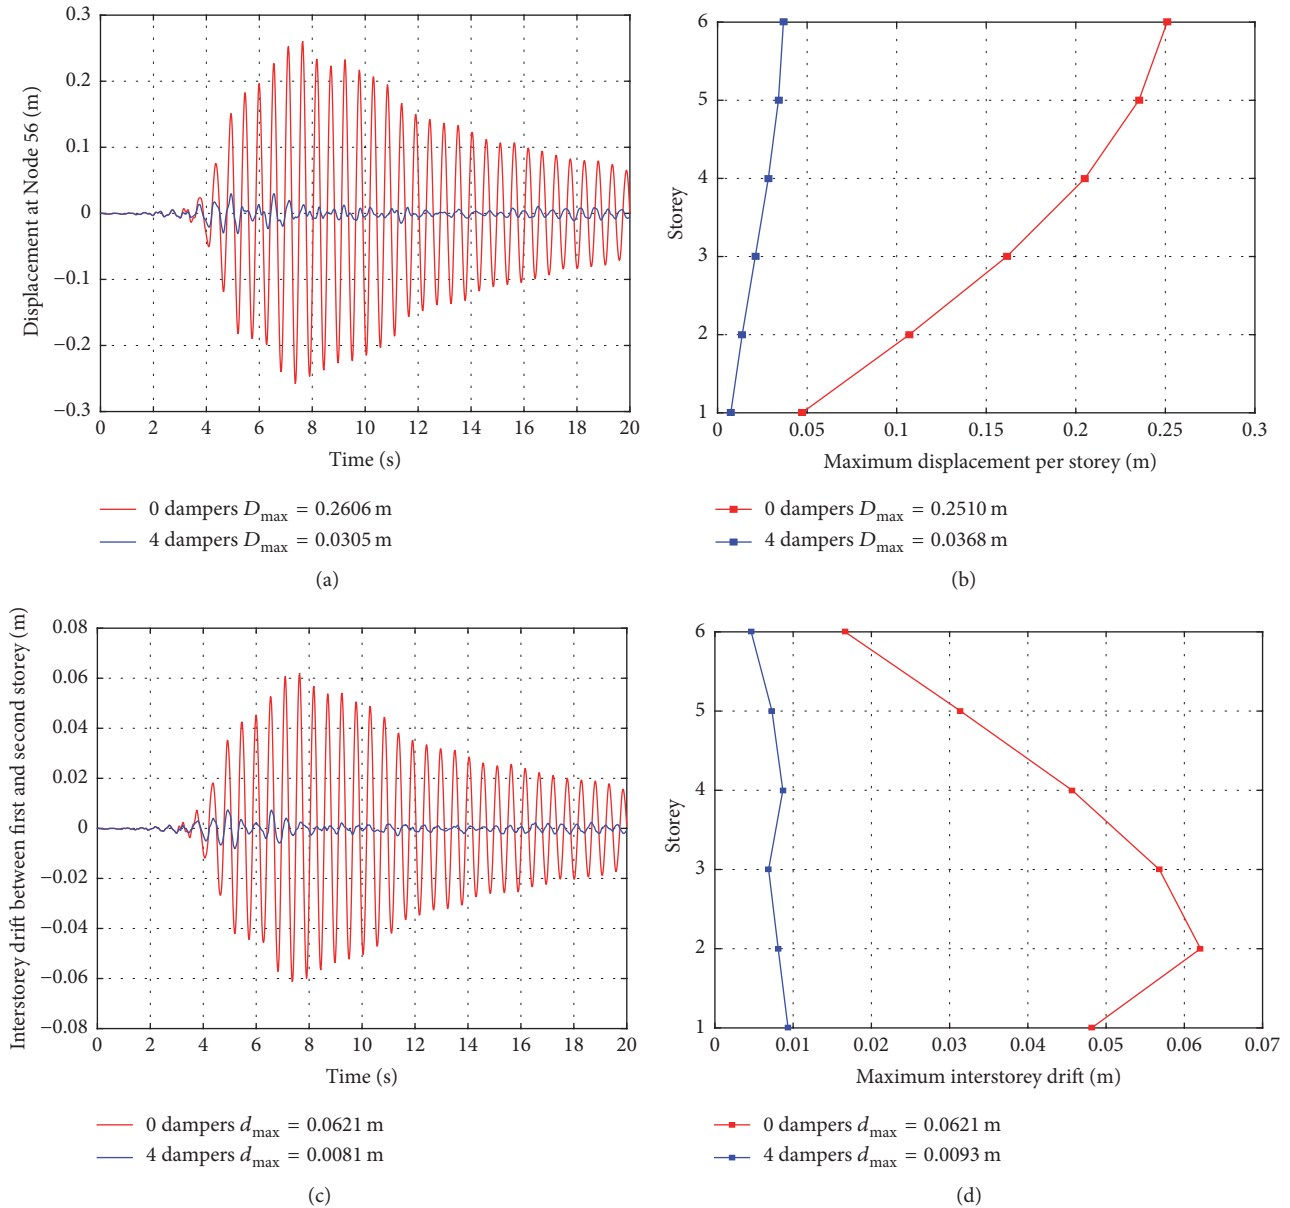 0.3
0.2
0.1
0
−0.1
−0.2
−0.3
Displacement at Node 56 (m)
0 2 4 6 8 10 12 14 16 18 20
Time (s)
0 dampers Dmax = 0.2606 m
4 dampers Dmax = 0.0305 m
(a)
6
5
4
3
2
1
Storey
0 0.05 0.1 0.15 0.2 0.25 0.3
Maximum displacement per storey (m)
0 dampers Dmax = 0.2510 m
4 dampers Dmax = 0.0368 m
(b)
0.08
0.06
0.04
0.02
0
−0.02
−0.04
−0.06
−0.08
Interstorey drift between first and second storey (m)
0 2 4 6 8 10 12 14 16 18 20
Time (s)
0 dampers dmax = 0.0621 m
4 dampers dmax = 0.0081 m
(c)
6
5
4
3
2
1
Storey
0 0.01 0.02 0.03 0.04 0.05 0.06 0.07
Maximum interstorey drift (m)
0 dampers dmax = 0.0621 m
4 dampers dmax = 0.0093 m
(d)